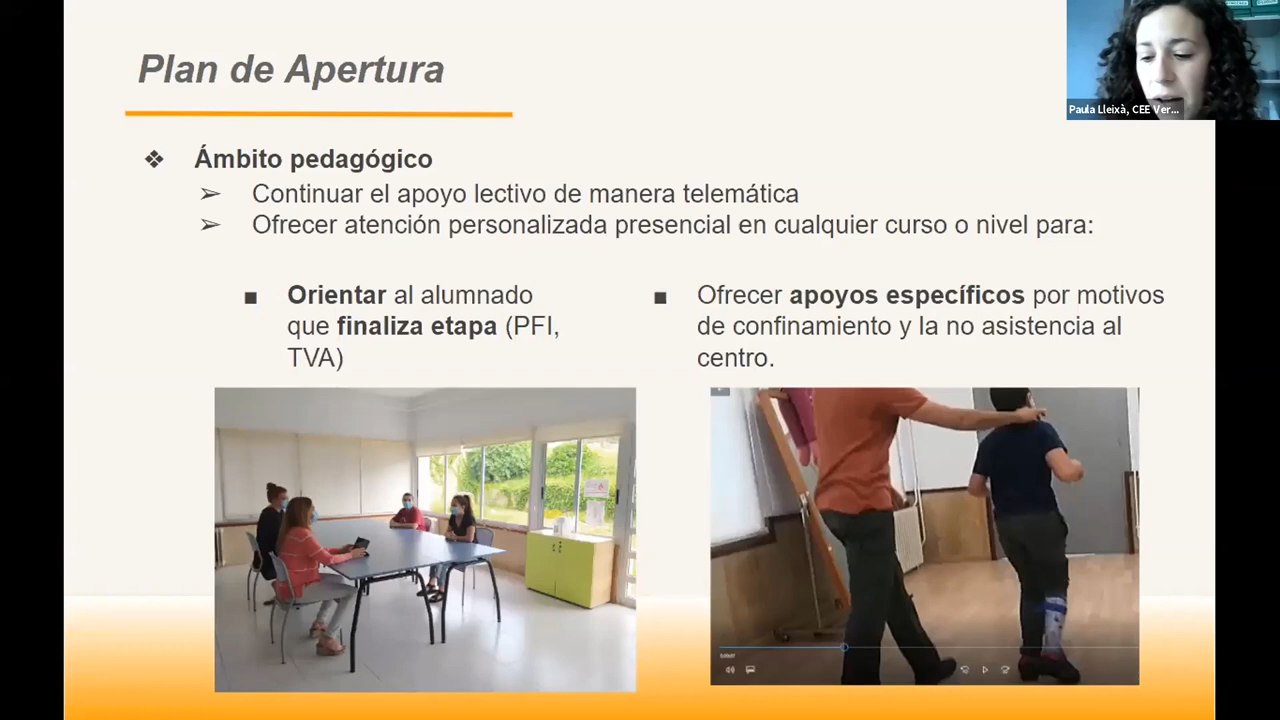 Plan de Apertura
Paula Lleixà, CEE Ver...
❖ Ámbito pedagógico
➢ Continuar el apoyo lectivo de manera telemática
➢ Ofrecer atención personalizada presencial en cualquier curso o nivel para:
■ Orientar al alumnado
que finaliza etapa (PFI,
TVA)
■ Ofrecer apoyos específicos por motivos
de confinamiento y la no asistencia al
centro.